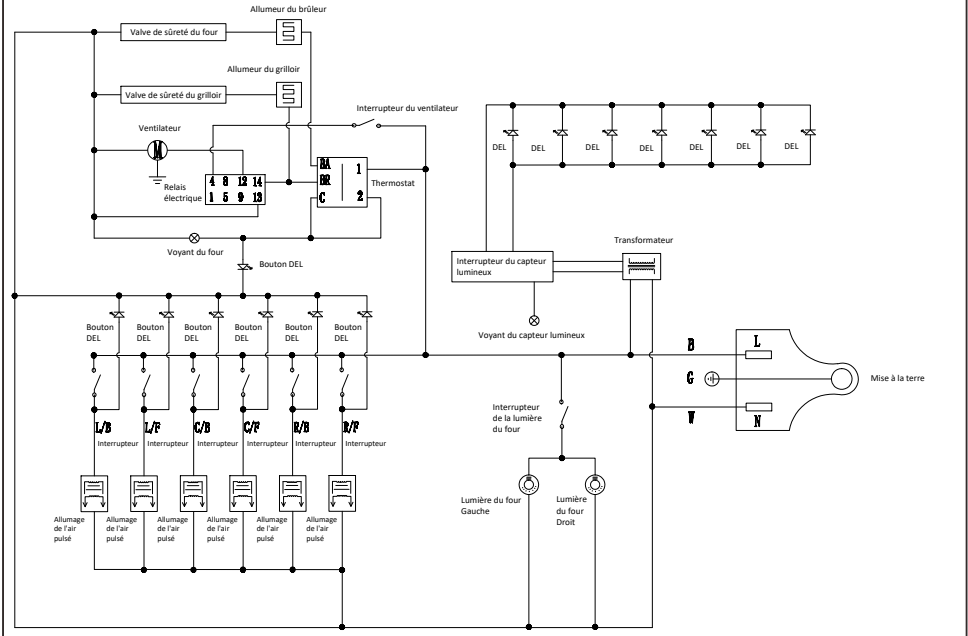 Allumeur du brûleur
Valve de sûreté du four
Allumeur du grilloir
Valve de sûreté du grilloir
Interrupteur du ventilateur
Ventilateur
M
DEL
DEL
DEL
DEL
DEL
DEL
DEL
BA
1
BR
C
2
Thermostat
4 8 12 14
1 5 9 13
Relais
électrique
Voyant du four
Bouton DEL
Transformateur
Interrupteur du capteur
lumineux
Voyant du capteur lumineux
Bouton
DEL
Bouton
DEL
Bouton
DEL
Bouton
DEL
Bouton
DEL
Bouton
DEL
B
L
G
Mise à la terre
W
N
Interrupteur
de la lumière
du four
L/B
L/F
C/B
C/F
R/B
R/F
Interrupteur
Interrupteur
Interrupteur
Interrupteur
Interrupteur
Interrupteur
Lumière du four
Gauche
Lumière
du four
Droit
Allumage
de l'air
pulsé
Allumage
de l'air
pulsé
Allumage
de l'air
pulsé
Allumage
de l'air
pulsé
Allumage
de l'air
pulsé
Allumage
de l'air
pulsé